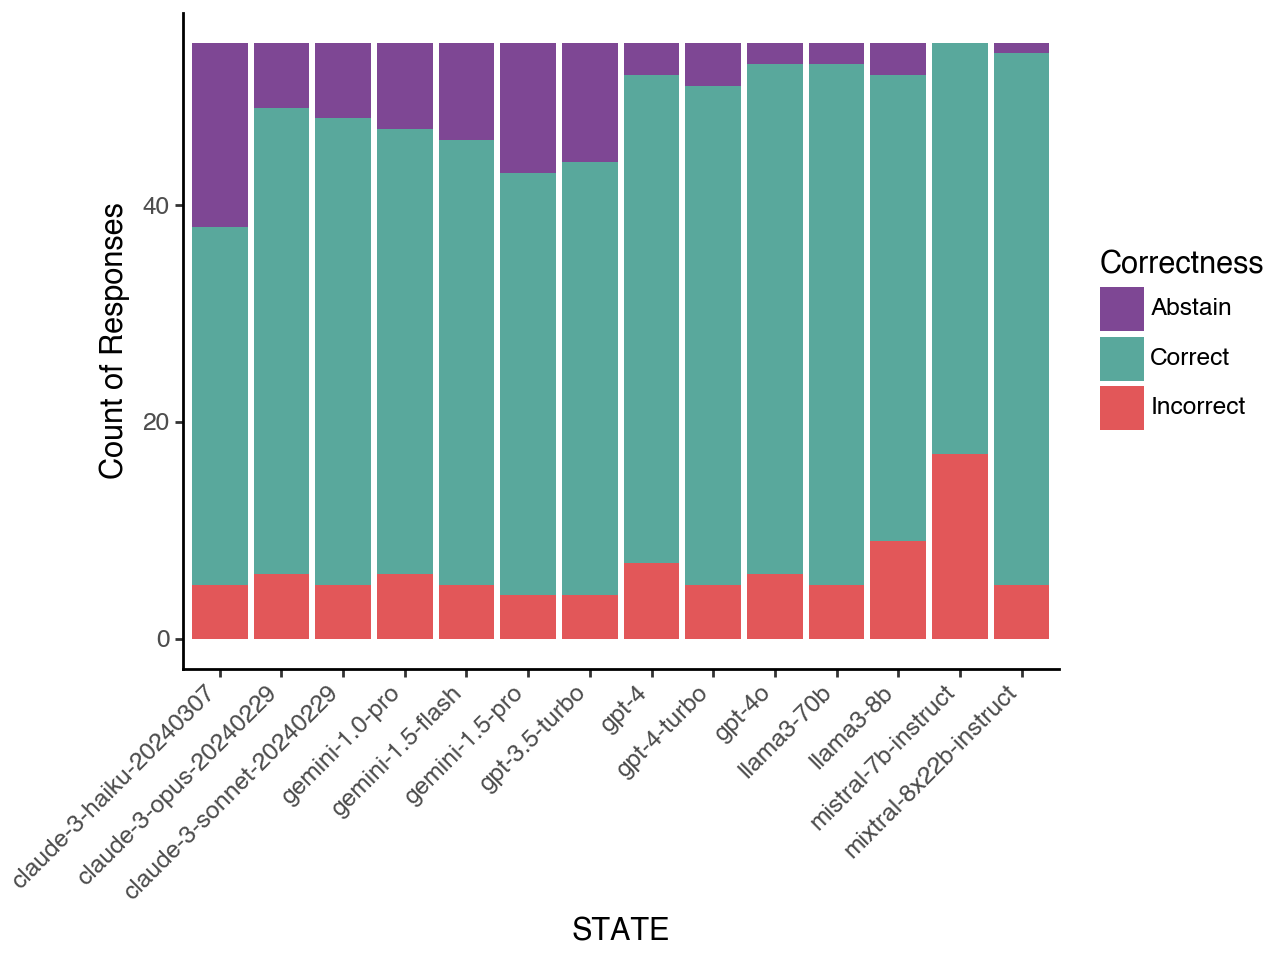 Count of Responses
40
20
0
claude-3-haiku-20240307
claude-3-opus-20240229
claude-3-sonnet-20240229
gemini-1.0-pro
gemini-1.5-flash
gemini-1.5-pro
gpt-3.5-turbo
gpt-4
gpt-4-turbo
gpt-4o
llama3-70b
llama3-8b
mistral-7b-instruct
mixtral-8x22b-instruct
STATE
Correctness
Abstain
Correct
Incorrect